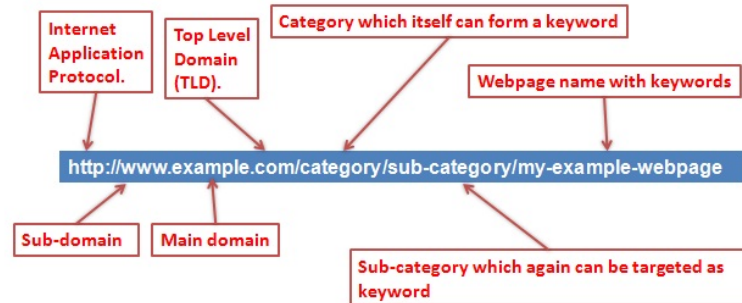 Internet
Application
Protocol.
Top Level
Domain
(TLD).
Category which itself can form a keyword
Webpage name with keywords
http://www.example.com/category/sub-category/my-example-webpage
Sub-domain
Main domain
Sub-category which again can be targeted as
keyword